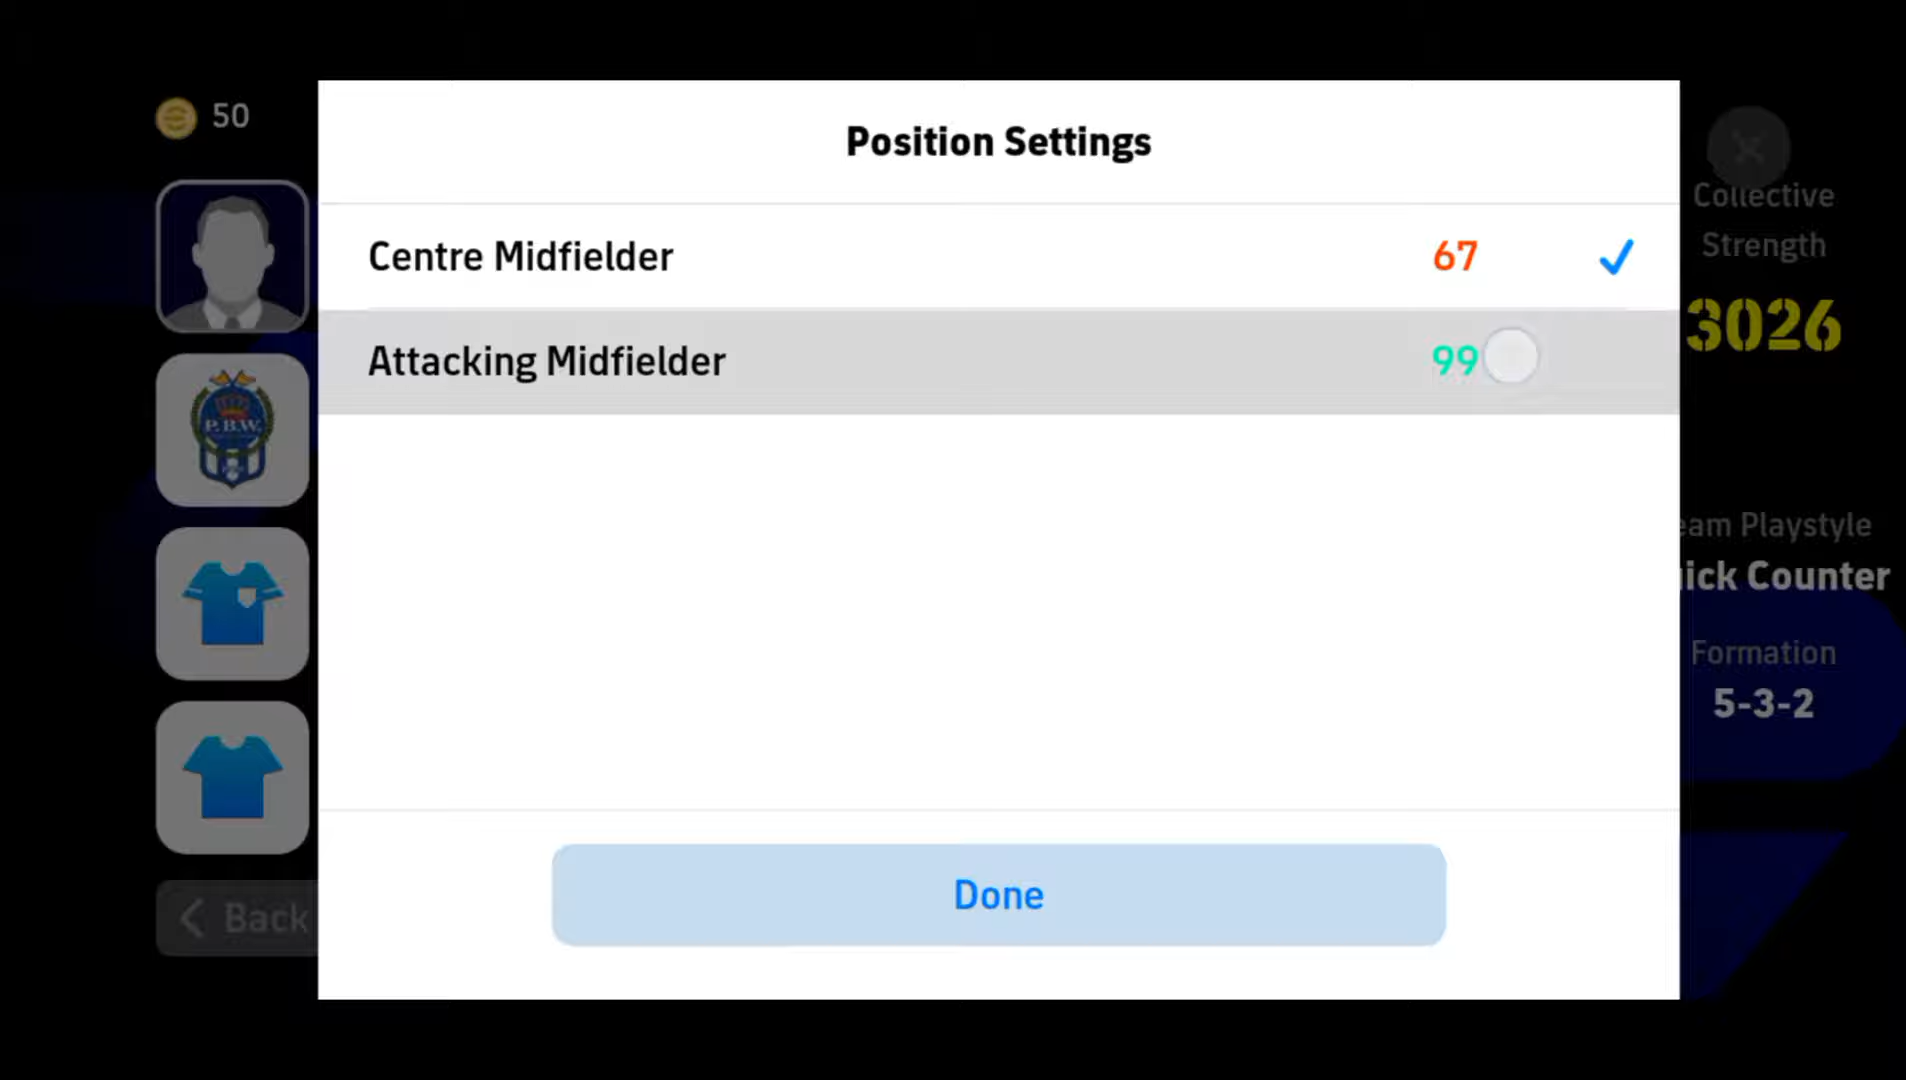 50
Position Settings
Centre Midfielder 67
Attacking Midfielder 99
Done
P.B.W.
Back
Collective
Strength
3026
eam Playstyle
ick Counter
Formation
5-3-2